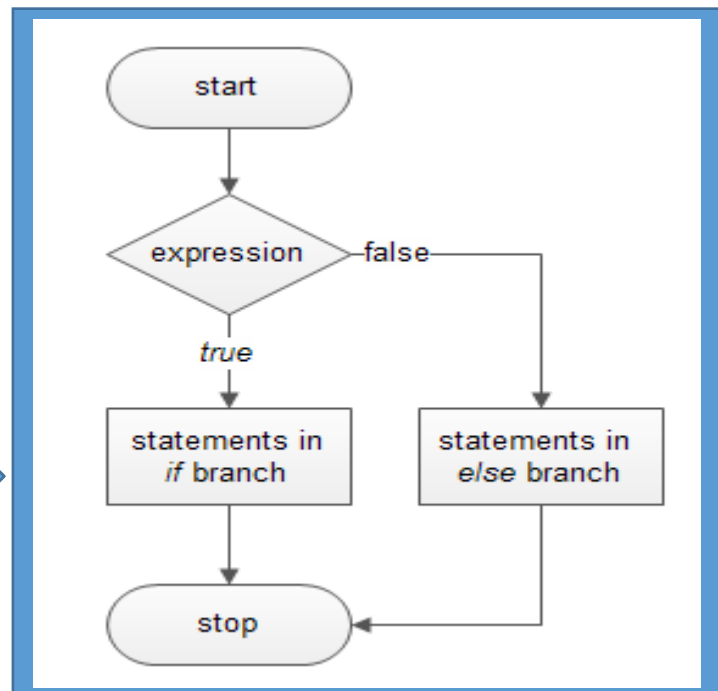 start
expression
false
true
statements in
if branch
statements in
else branch
stop